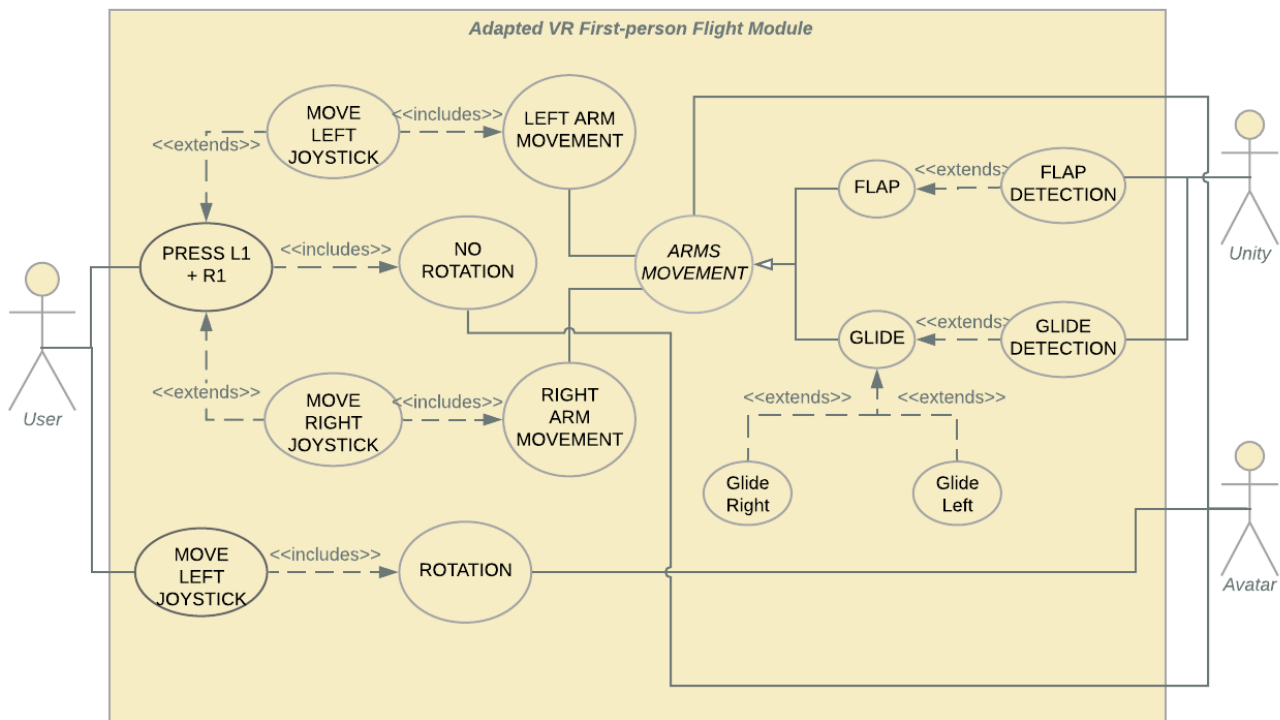 Adapted VR First-person Flight Module
MOVE
LEFT
JOYSTICK
<<includes>>
LEFT ARM
MOVEMENT
<<extends>>
FLAP
<<extends>
FLAP
DETECTION
PRESS L1
+ R1
<<includes>>
NO
ROTATION
ARMS
MOVEMENT
Unity
User
GLIDE
<<extends>
GLIDE
DETECTION
<<extends>>
MOVE
RIGHT
JOYSTICK
<<includes>>
RIGHT
ARM
MOVEMENT
<<extends>>
<<extends>>
Glide
Right
Glide
Left
MOVE
LEFT
JOYSTICK
<<includes>>
ROTATION
Avatar